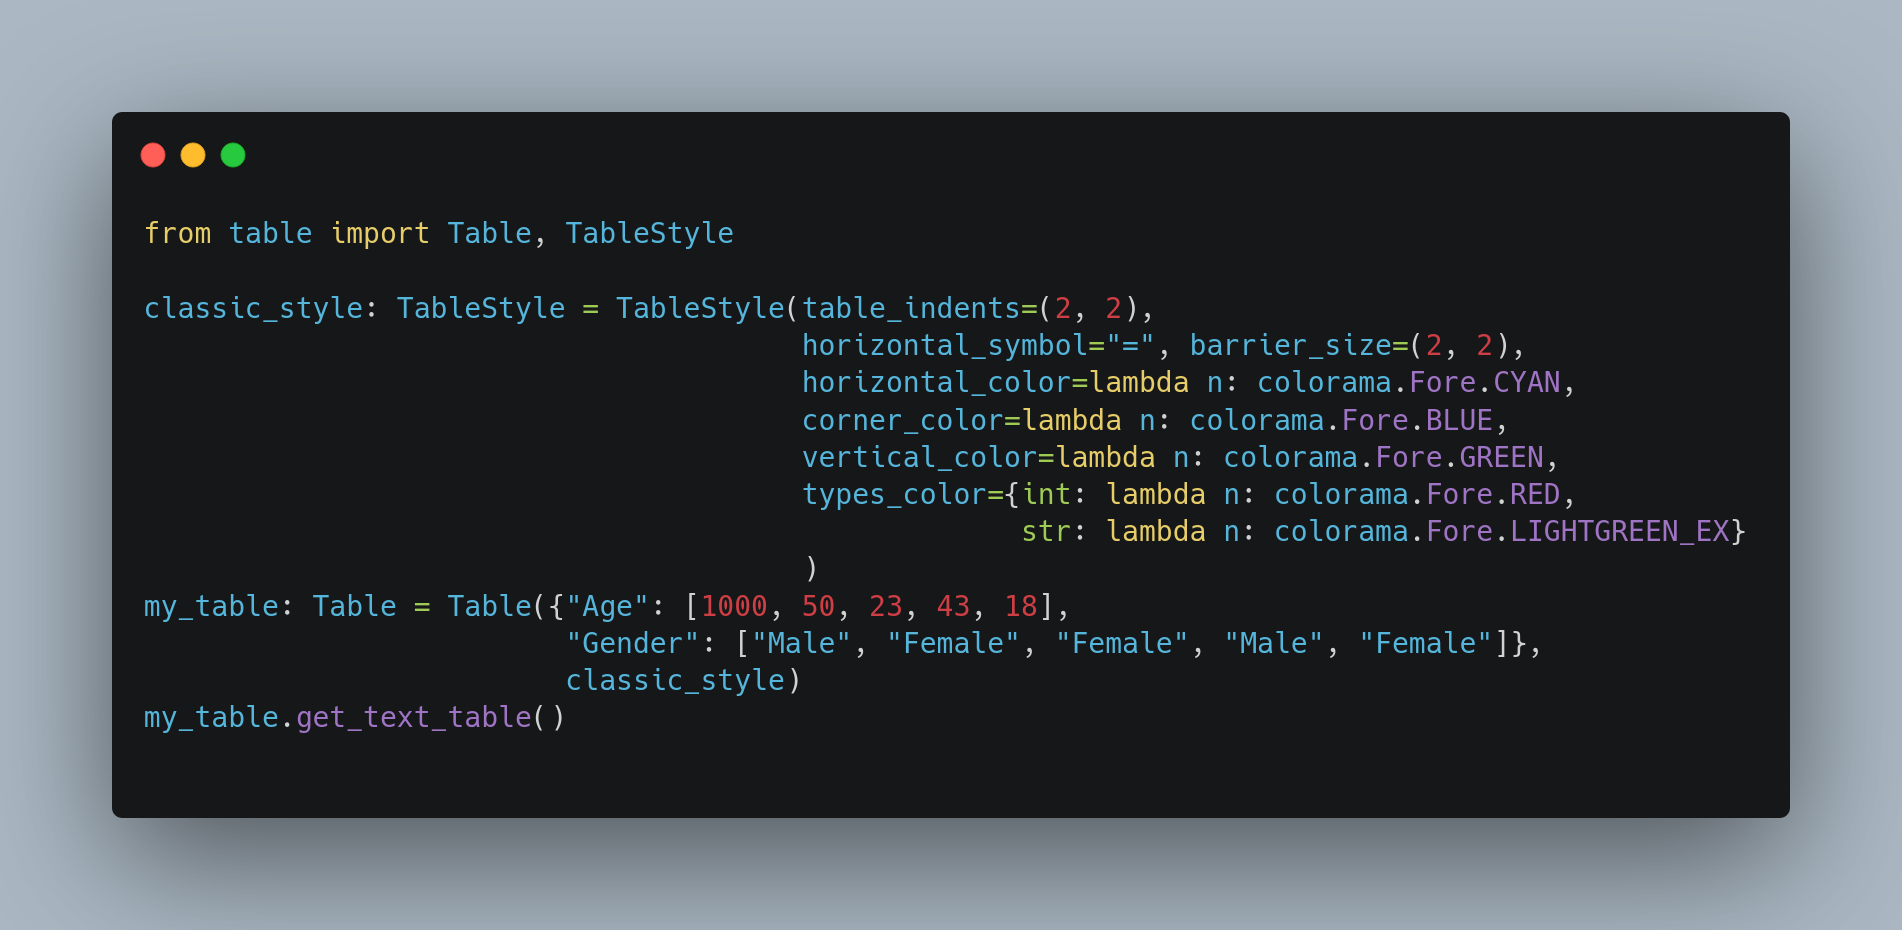 from table import Table, TableStyle

classic_style: TableStyle = TableStyle(table_indents=(2, 2),
                                       horizontal_symbol="=", barrier_size=(2, 2),
                                       horizontal_color=lambda n: colorama.Fore.CYAN,
                                       corner_color=lambda n: colorama.Fore.BLUE,
                                       vertical_color=lambda n: colorama.Fore.GREEN,
                                       types_color={int: lambda n: colorama.Fore.RED,
                                                    str: lambda n: colorama.Fore.LIGHTGREEN_EX}
                                       )
my_table: Table = Table({"Age": [1000, 50, 23, 43, 18],
                         "Gender": ["Male", "Female", "Female", "Male", "Female"]},
                         classic_style)
my_table.get_text_table()